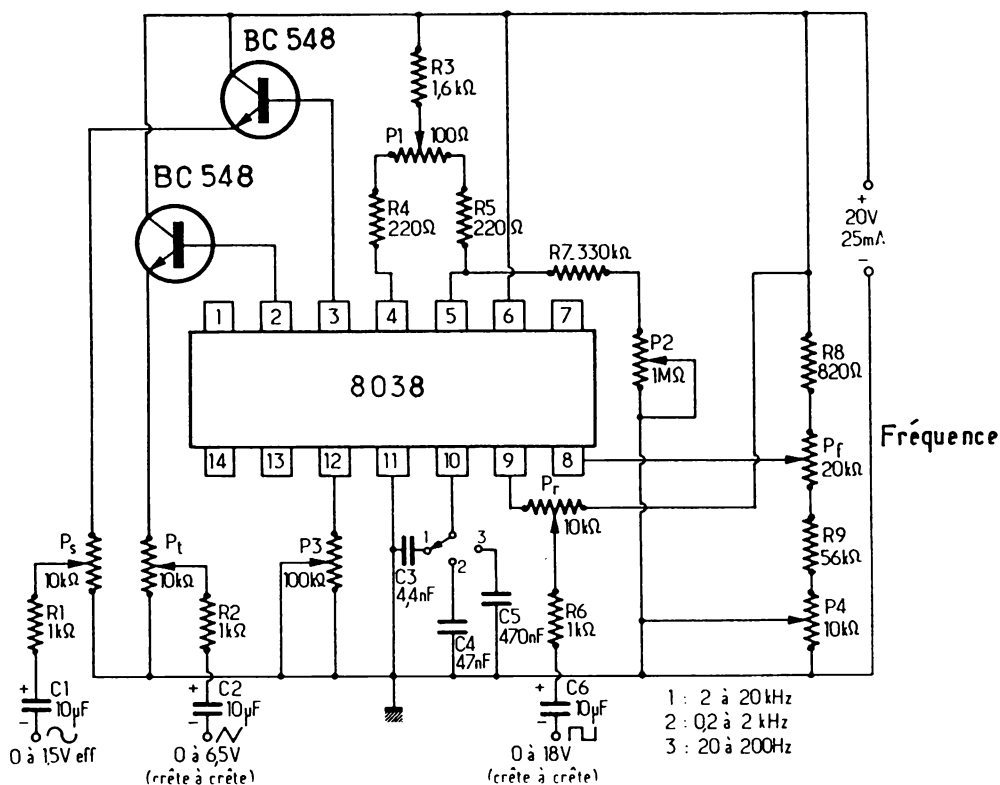 BC 548
R3
1,6kΩ
P1
100Ω
BC 548
R4
220Ω
R5
220Ω
+
20V
25mA
-
R7_330kΩ
1
2
3
4
5
6
7
P2
1MΩ
R8
820Ω
8038
Fréquence
14
13
12
11
10
9
8
Pf
20kΩ
Pr
10kΩ
Ps
10kΩ
Pt
10kΩ
P3
100kΩ
1
2
3
C3
4,4nF
R9
56kΩ
R1
1kΩ
R2
1kΩ
C5
470nF
C4
47nF
R6
1kΩ
P4
10kΩ
+
C1
10µF
-
+
C2
10µF
-
+
C6
10µF
-
1 : 2 à 20kHz
2 : 0,2 à 2 kHz
3 : 20 à 200Hz
0 à 1,5V eff
0 à 6,5V
(crête à crête)
0 à 18V
(crête à crête)